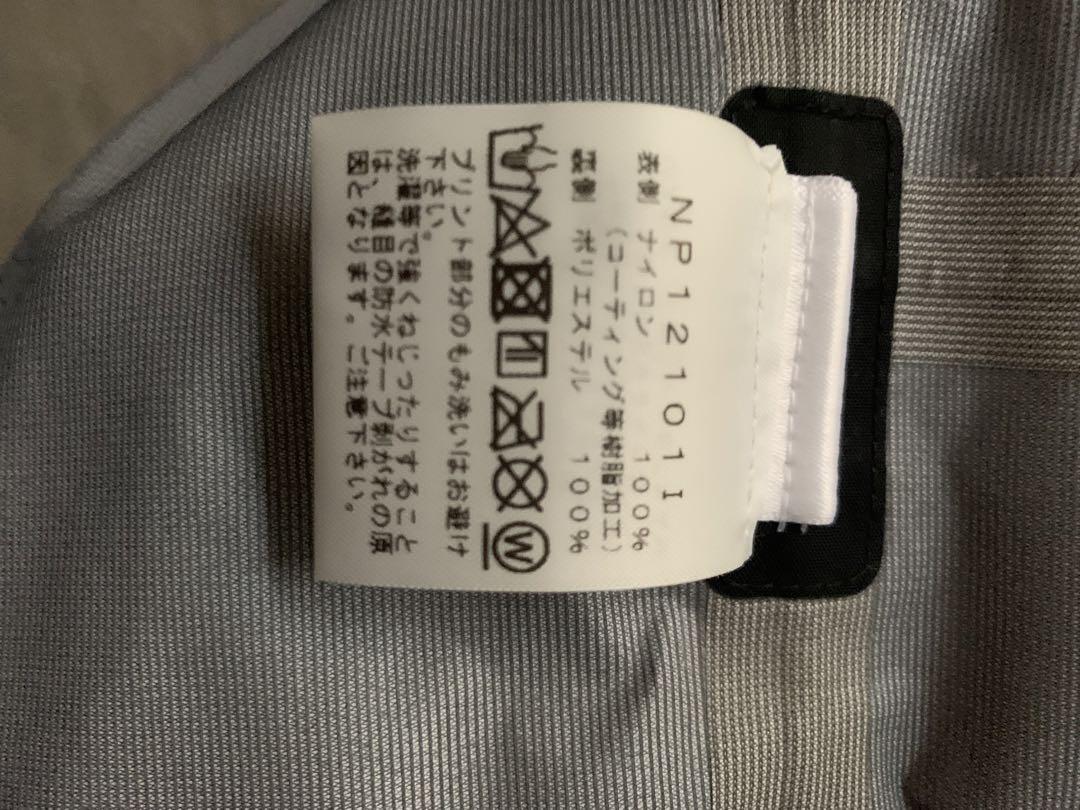 NP12101I
表側 ナイロン 100%
(コーティング等樹脂加工)
裏側 ポリエステル 100%
W
プリント部分のもみ洗いはお避け
下さい。
洗濯等で強くねじったりすること
は、縫目の防水テープ剥がれの原
因となります。ご注意下さい。